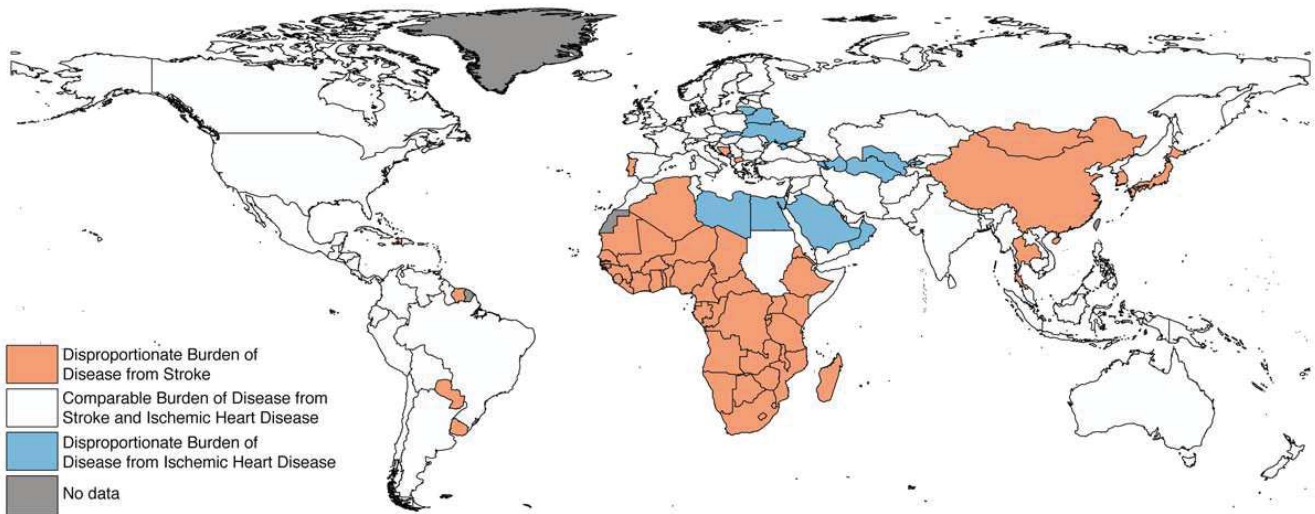 Disproportionate Burden of
Disease from Stroke
Comparable Burden of Disease from
Stroke and Ischemic Heart Disease
Disproportionate Burden of
Disease from Ischemic Heart Disease
No data